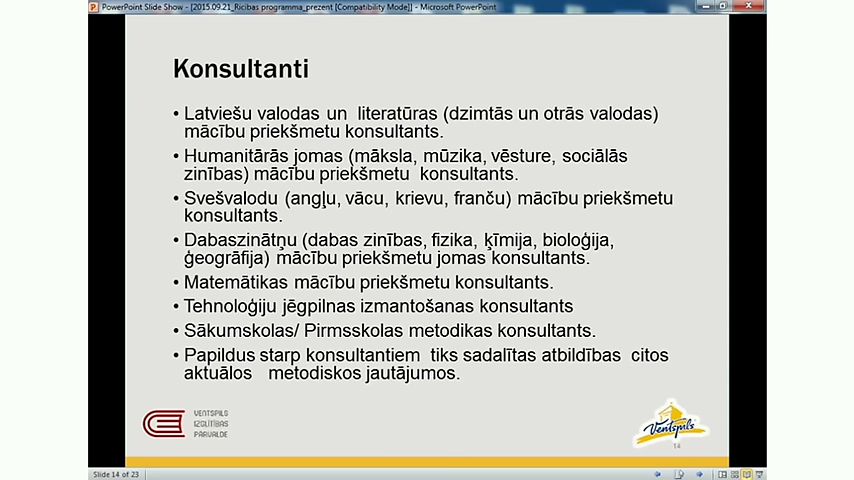 PowerPoint Slide Show - [2015.09.21_Ricibas programma_prezent [Compatibility Mode]] - Microsoft PowerPoint
Konsultanti
• Latviešu valodas un literatūras (dzimtās un otrās valodas)
mācību priekšmetu konsultants.
• Humanitārās jomas (māksla, mūzika, vēsture, sociālās
zinības) mācību priekšmetu konsultants.
• Svešvalodu (angļu, vācu, krievu, franču) mācību priekšmetu
konsultants.
• Dabaszinātņu (dabas zinības, fizika, ķīmija, bioloģija,
ģeogrāfija) mācību priekšmetu jomas konsultants.
• Matemātikas mācību priekšmetu konsultants.
• Tehnoloģiju jēgpilnas izmantošanas konsultants
• Sākumskolas/ Pirmsskolas metodikas konsultants.
• Papildus starp konsultantiem tiks sadalītas atbildības citos
aktuālos metodiskos jautājumos.
VENTSPILS
IZGLĪTĪBAS
PĀRVALDE
Ventspils
14
Slide 14 of 23